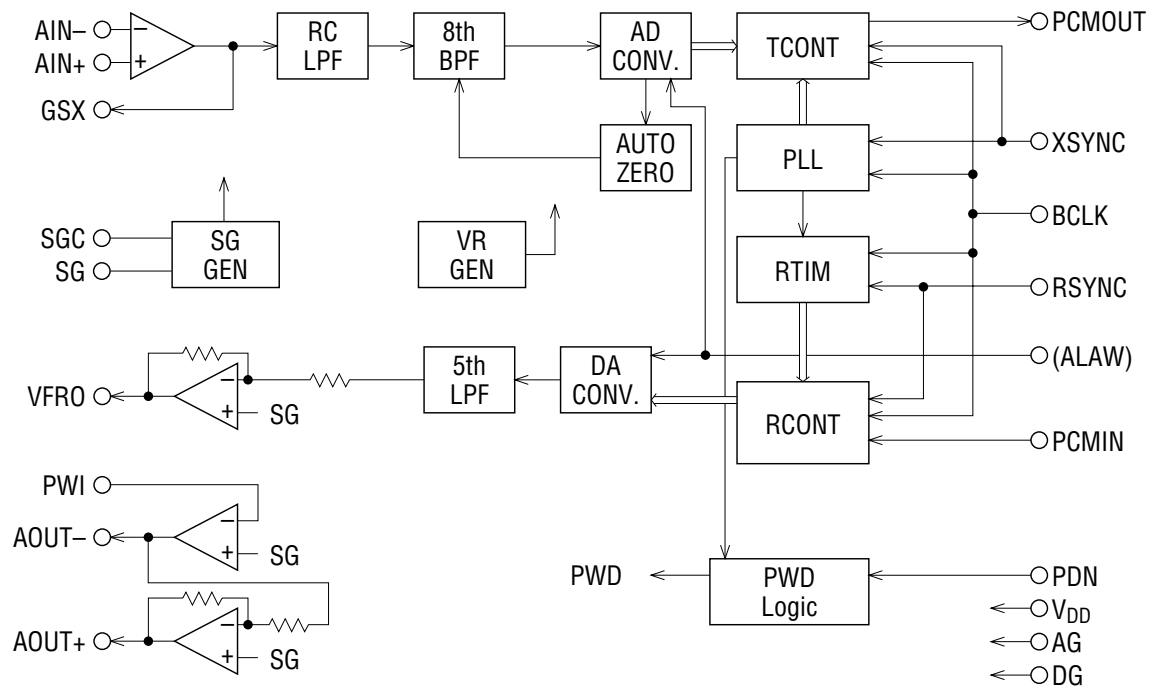 AIN–
AIN+
GSX
–
+
RC
LPF
8th
BPF
AD
CONV.
TCONT
PCMOUT
AUTO
ZERO
PLL
XSYNC
BCLK
SGC
SG
SG
GEN
VR
GEN
RTIM
RSYNC
(ALAW)
VFRO
–
+
SG
5th
LPF
DA
CONV.
RCONT
PCMIN
PWI
AOUT–
–
+
SG
AOUT+
–
+
SG
PWD
PWD
Logic
PDN
VDD
AG
DG